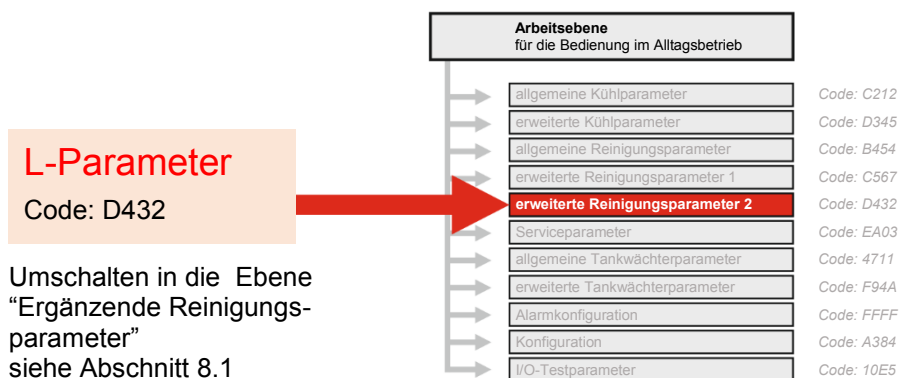 Arbeitsebene
für die Bedienung im Alltagsbetrieb
allgemeine Kühlparameter Code: C212
erweiterte Kühlparameter Code: D345
allgemeine Reinigungsparameter Code: B454
erweiterte Reinigungsparameter 1 Code: C567
erweiterte Reinigungsparameter 2 Code: D432
Serviceparameter Code: EA03
allgemeine Tankwächterparameter Code: 4711
erweiterte Tankwächterparameter Code: F94A
Alarmkonfiguration Code: FFFF
Konfiguration Code: A384
I/O-Testparameter Code: 10E5
L-Parameter
Code: D432
Umschalten in die Ebene
“Ergänzende Reinigungs-
parameter”
siehe Abschnitt 8.1